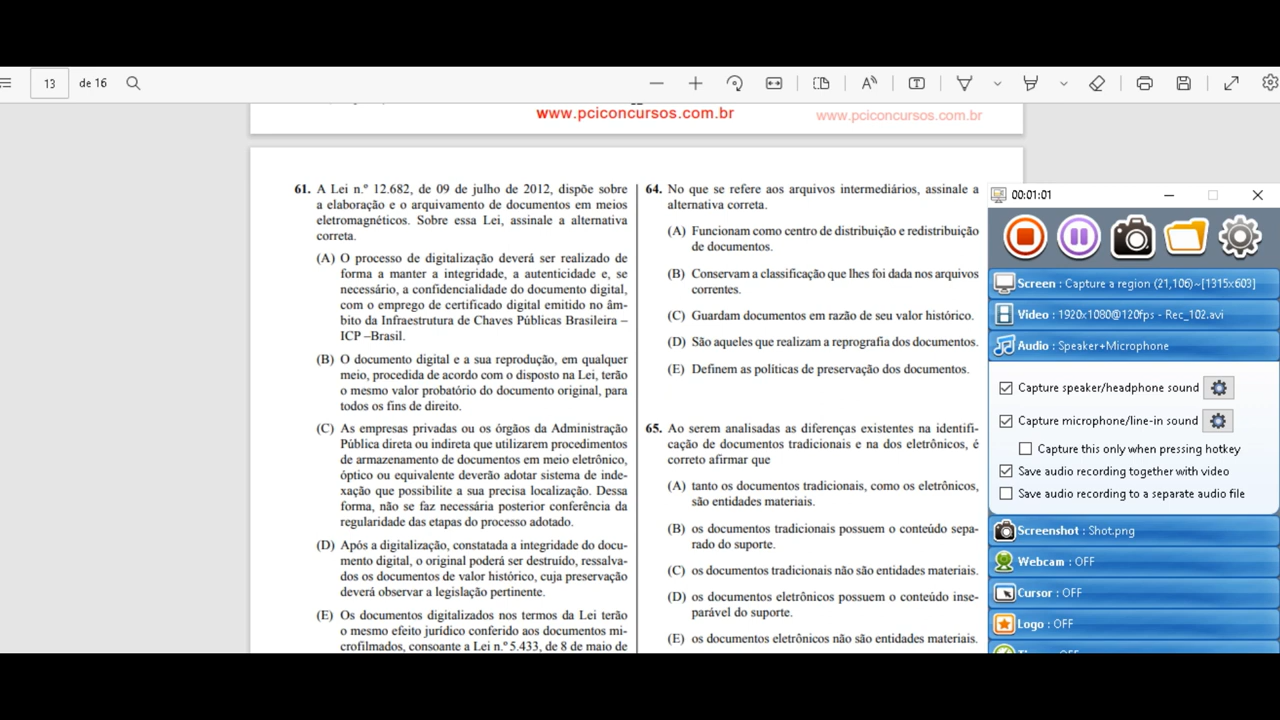 13 de 16
www.pciconcursos.com.br
www.pciconcursos.com.br
61. A Lei n.º 12.682, de 09 de julho de 2012, dispõe sobre
a elaboração e o arquivamento de documentos em meios
eletromagnéticos. Sobre essa Lei, assinale a alternativa
correta.
(A) O processo de digitalização deverá ser realizado de
forma a manter a integridade, a autenticidade e, se
necessário, a confidencialidade do documento digital,
com o emprego de certificado digital emitido no âm-
bito da Infraestrutura de Chaves Públicas Brasileira –
ICP –Brasil.
(B) O documento digital e a sua reprodução, em qualquer
meio, procedida de acordo com o disposto na Lei, terão
o mesmo valor probatório do documento original, para
todos os fins de direito.
(C) As empresas privadas ou os órgãos da Administração
Pública direta ou indireta que utilizarem procedimentos
de armazenamento de documentos em meio eletrônico,
óptico ou equivalente deverão adotar sistema de inde-
xação que possibilite a sua precisa localização. Dessa
forma, não se faz necessária posterior conferência da
regularidade das etapas do processo adotado.
(D) Após a digitalização, constatada a integridade do docu-
mento digital, o original poderá ser destruído, ressalva-
dos os documentos de valor histórico, cuja preservação
deverá observar a legislação pertinente.
(E) Os documentos digitalizados nos termos da Lei terão
o mesmo efeito jurídico conferido aos documentos mi-
crofilmados, consoante a Lei n.º 5.433, de 8 de maio de
64. No que se refere aos arquivos intermediários, assinale a
alternativa correta.
(A) Funcionam como centro de distribuição e redistribuição
de documentos.
(B) Conservam a classificação que lhes foi dada nos arquivos
correntes.
(C) Guardam documentos em razão de seu valor histórico.
(D) São aqueles que realizam a reprografia dos documentos.
(E) Definem as políticas de preservação dos documentos.
65. Ao serem analisadas as diferenças existentes na identifi-
cação de documentos tradicionais e na dos eletrônicos, é
correto afirmar que
(A) tanto os documentos tradicionais, como os eletrônicos,
são entidades materiais.
(B) os documentos tradicionais possuem o conteúdo sepa-
rado do suporte.
(C) os documentos tradicionais não são entidades materiais.
(D) os documentos eletrônicos possuem o conteúdo inse-
parável do suporte.
(E) os documentos eletrônicos não são entidades materiais.
00:01:01
Screen : Capture a region (21,106)~[1315x603]
Video : 1920x1080@120fps - Rec_102.avi
Audio : Speaker+Microphone
Capture speaker/headphone sound
Capture microphone/line-in sound
Capture this only when pressing hotkey
Save audio recording together with video
Save audio recording to a separate audio file
Screenshot : Shot.png
Webcam : OFF
Cursor : OFF
Logo : OFF